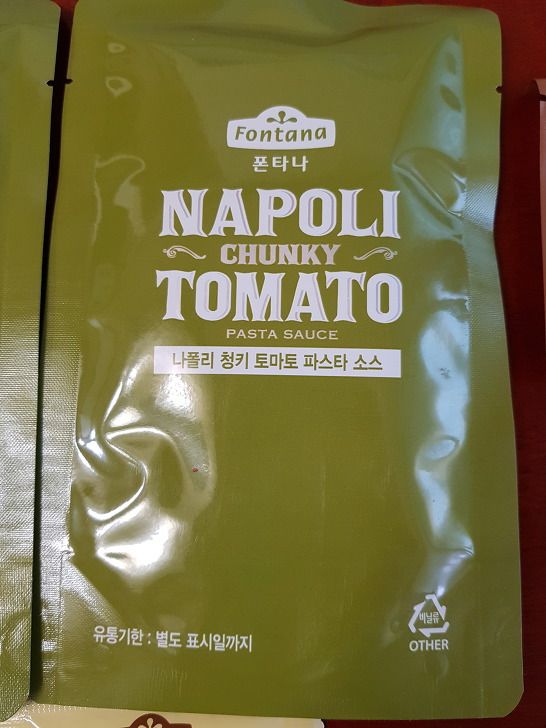 Fontana
폰타나
NAPOLI
CHUNKY
TOMATO
PASTA SAUCE
나폴리 청키 토마토 파스타 소스
유통기한 : 별도 표시일까지
비닐류
OTHER